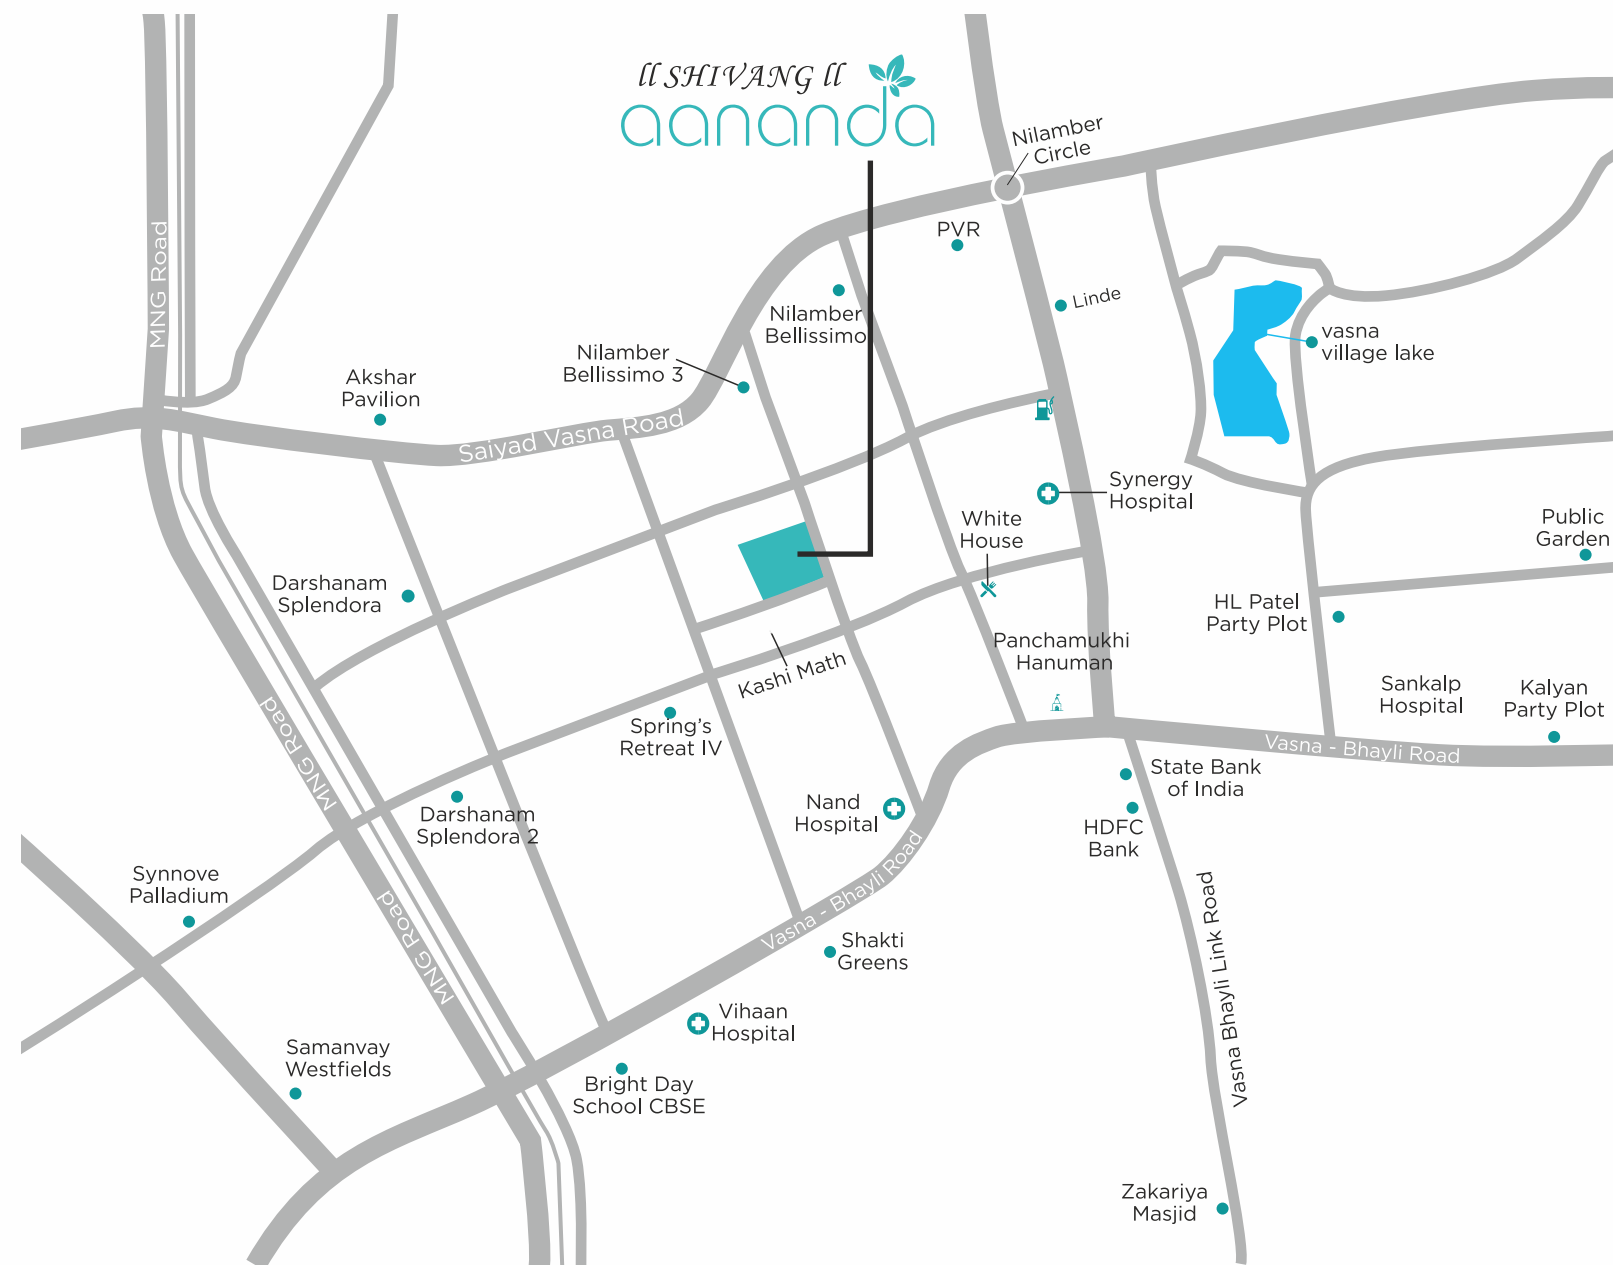 ll SHIVANG ll
aananda
Nilamber
Circle
PVR
MNG Road
Linde
Nilamber
Bellissimo
vasna
village lake
Nilamber
Bellissimo 3
Akshar
Pavilion
Saiyad Vasna Road
Synergy
Hospital
White
House
Public
Garden
Darshanam
Splendora
HL Patel
Party Plot
Panchamukhi
Hanuman
Kashi Math
Sankalp
Hospital
Kalyan
Party Plot
MNG Road
Spring's
Retreat IV
Vasna - Bhayli Road
State Bank
of India
Nand
Hospital
Darshanam
Splendora 2
HDFC
Bank
Synnove
Palladium
Vasna - Bhayli Road
MNG Road
Vasna Bhayli Link Road
Shakti
Greens
Vihaan
Hospital
Samanvay
Westfields
Bright Day
School CBSE
Zakariya
Masjid